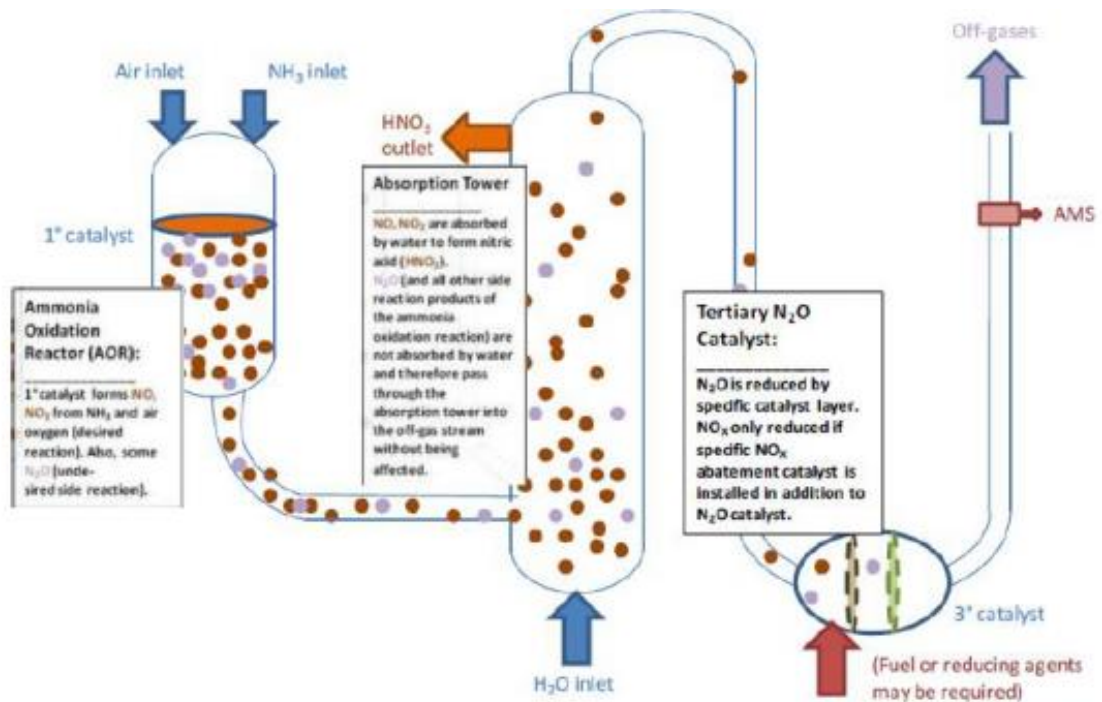 Off-gases
Air inlet
NH₃ inlet
HNO₃
outlet
Absorption Tower
NO, NO₂ are absorbed
by water to form nitric
acid (HNO₃).
N₂O (and all other side
reaction products of
the ammonia
oxidation reaction) are
not absorbed by water
and therefore pass
through the
absorption tower into
the off-gas stream
without being
affected.
AMS
1° catalyst
Ammonia
Oxidation
Reactor (AOR):
1° catalyst forms NO,
NO₂ from NH₃ and air
oxygen (desired
reaction). Also, some
N₂O (unde-
sired side reaction).
Tertiary N₂O
Catalyst:
N₂O is reduced by
specific catalyst layer.
NOₓ only reduced if
specific NOₓ
abatement catalyst is
installed in addition to
N₂O catalyst.
3° catalyst
H₂O inlet
(Fuel or reducing agents
may be required)